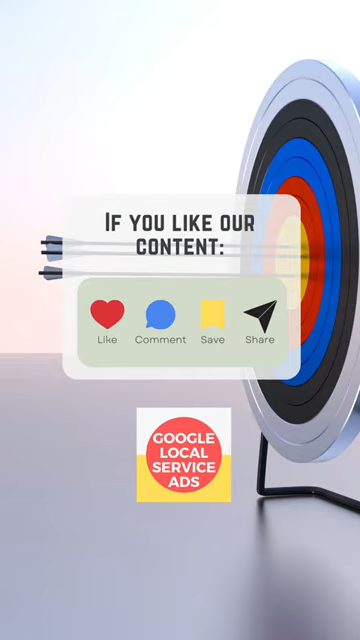 If you like our
content:
Like Comment Save Share
GOOGLE
LOCAL
SERVICE
ADS